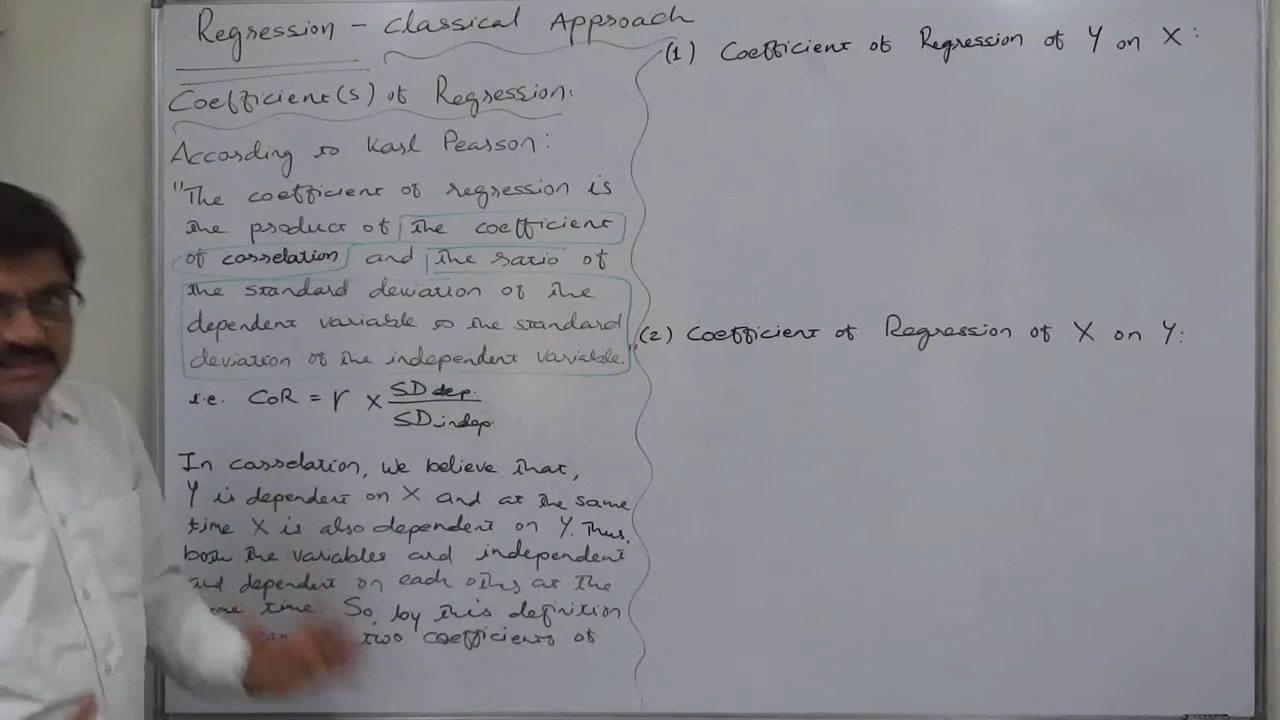 Regression - Classical Approach
Coefficient(s) of Regression:
According to Karl Pearson:
"The coefficient of regression is
the product of the coefficient
of correlation and the ratio of
the standard deviation of the
dependent variable to the standard
deviation of the independent variable."
i.e. CoR = r × SD dep. / SD indep.
In correlation, we believe that,
Y is dependent on X and at the same
time X is also dependent on Y. Thus,
both the variables and independent
and dependent on each other at the
time. So, by this definition
two coefficients of
(1) Coefficient of Regression of Y on X:
(2) Coefficient of Regression of X on Y: